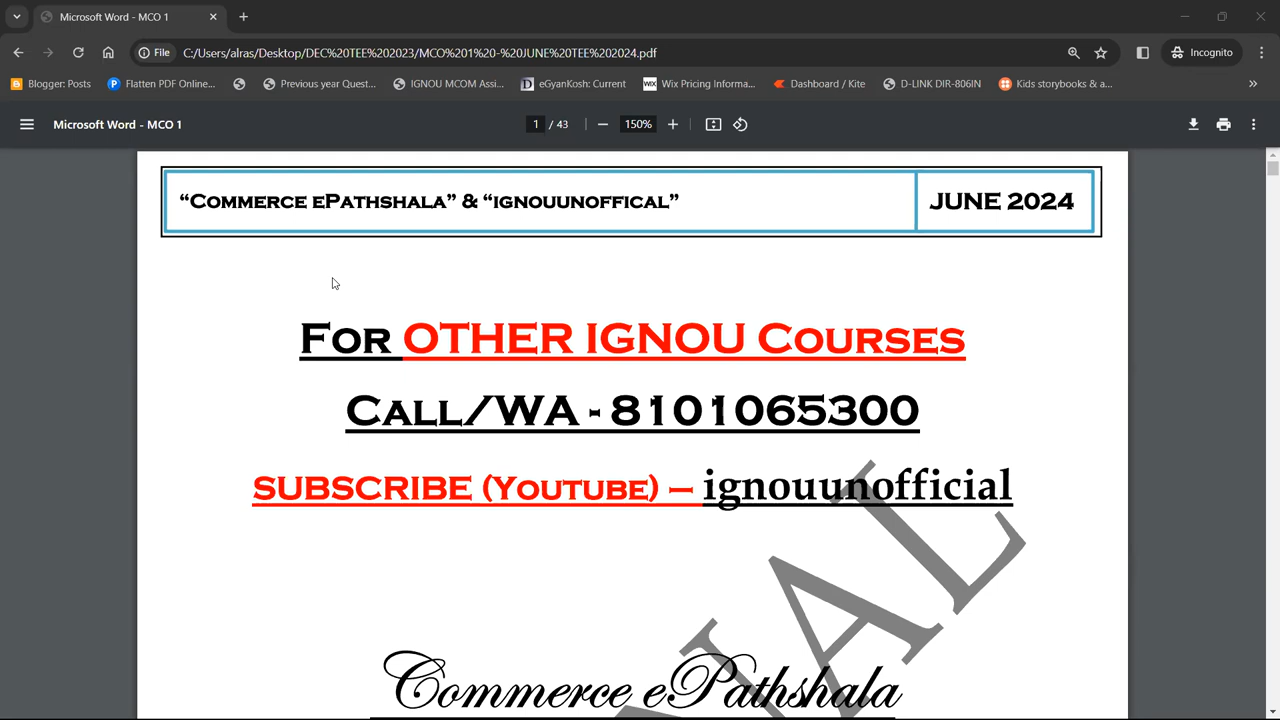 Microsoft Word - MCO 1
File
C:/Users/alras/Desktop/DEC%20TEE%202023/MCO%201%20-%20JUNE%20TEE%202024.pdf
Incognito
Blogger: Posts
Flatten PDF Online...
Previous year Quest...
IGNOU MCOM Assi...
eGyanKosh: Current
WIX
Wix Pricing Informa...
Dashboard / Kite
D-LINK DIR-806IN
Kids storybooks & a...
Microsoft Word - MCO 1
1 / 43
150%
“Commerce ePathshala” & “ignouunoffical”
JUNE 2024
For OTHER IGNOU Courses
Call/WA - 8101065300
SUBSCRIBE (Youtube) – ignouunofficial
Commerce ePathshala